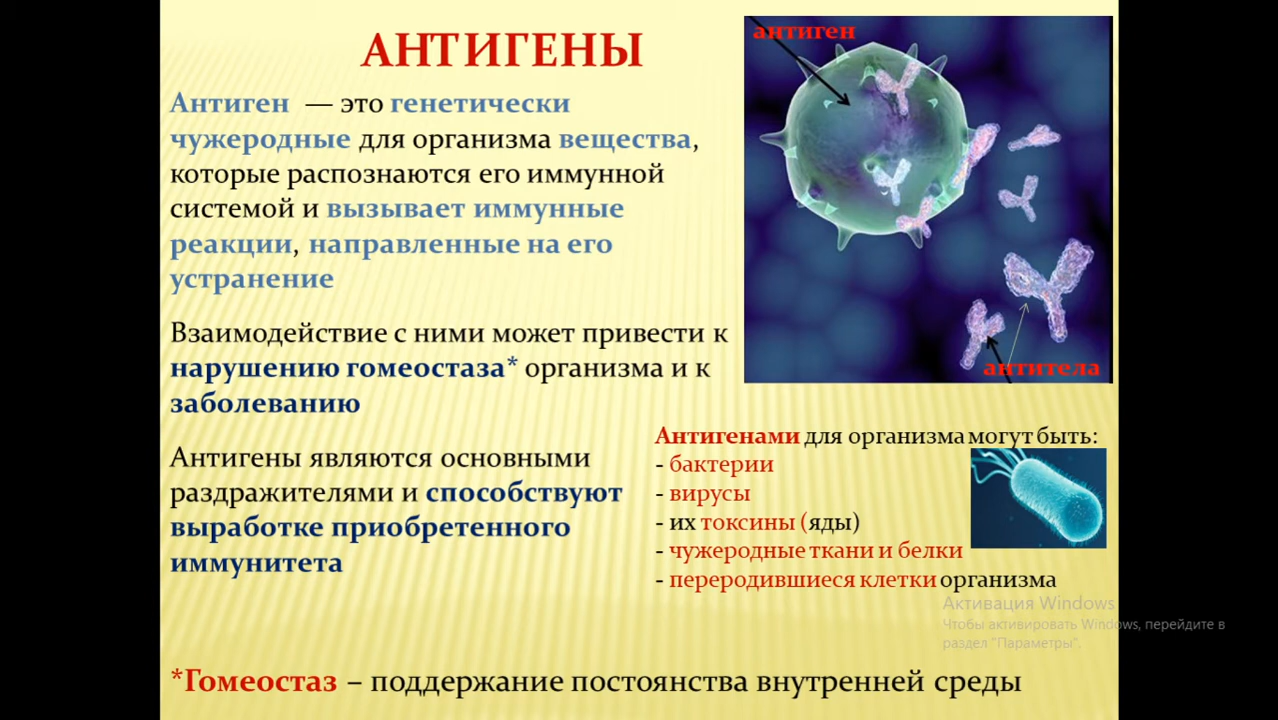 АНТИГЕНЫ
Антиген — это генетически
чужеродные для организма вещества,
которые распознаются его иммунной
системой и вызывает иммунные
реакции, направленные на его
устранение
Взаимодействие с ними может привести к
нарушению гомеостаза* организма и к
заболеванию
Антигены являются основными
раздражителями и способствуют
выработке приобретенного
иммунитета
антиген
антитела
Антигенами для организма могут быть:
- бактерии
- вирусы
- их токсины (яды)
- чужеродные ткани и белки
- переродившиеся клетки организма
Активация Windows
Чтобы активировать Windows, перейдите в
раздел "Параметры".
*Гомеостаз – поддержание постоянства внутренней среды